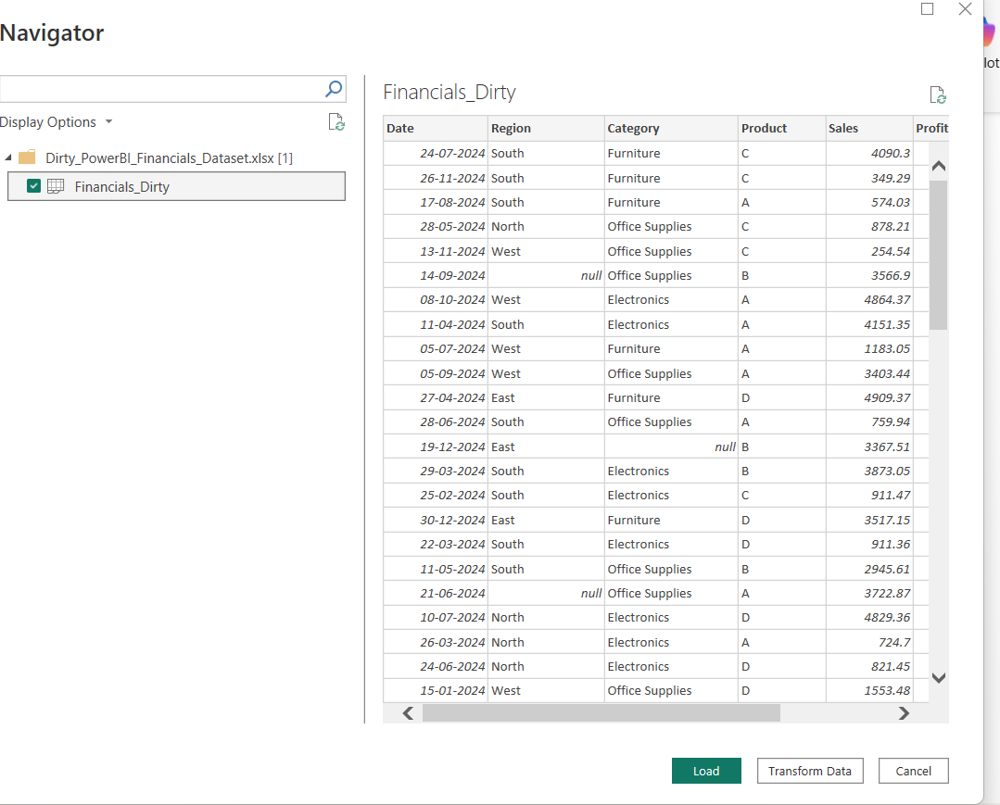 Navigator
lot
Display Options
Dirty_PowerBI_Financials_Dataset.xlsx [1]
Financials_Dirty
Financials_Dirty
Date Region Category Product Sales Profit
24-07-2024 South Furniture C 4090.3
26-11-2024 South Furniture C 349.29
17-08-2024 South Furniture A 574.03
28-05-2024 North Office Supplies C 878.21
13-11-2024 West Office Supplies C 254.54
14-09-2024 null Office Supplies B 3566.9
08-10-2024 West Electronics A 4864.37
11-04-2024 South Electronics A 4151.35
05-07-2024 West Furniture A 1183.05
05-09-2024 West Office Supplies A 3403.44
27-04-2024 East Furniture D 4909.37
28-06-2024 South Office Supplies A 759.94
19-12-2024 East null B 3367.51
29-03-2024 South Electronics B 3873.05
25-02-2024 South Electronics C 911.47
30-12-2024 East Furniture D 3517.15
22-03-2024 South Electronics D 911.36
11-05-2024 South Office Supplies B 2945.61
21-06-2024 null Office Supplies A 3722.87
10-07-2024 North Electronics D 4829.36
26-03-2024 North Electronics A 724.7
24-06-2024 North Electronics D 821.45
15-01-2024 West Office Supplies D 1553.48
Load Transform Data Cancel